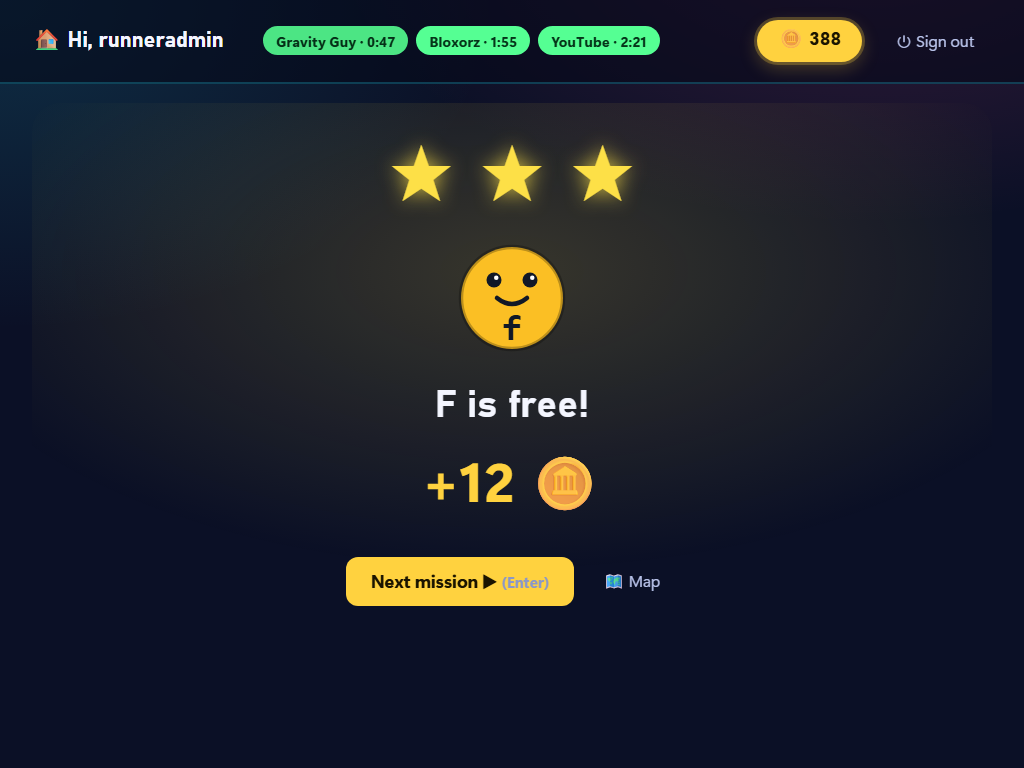 Hi, runneradmin
Gravity Guy · 0:47
Bloxorz · 1:55
YouTube · 2:21
388
Sign out
f
F is free!
+12
Next mission ▶ (Enter)
Map